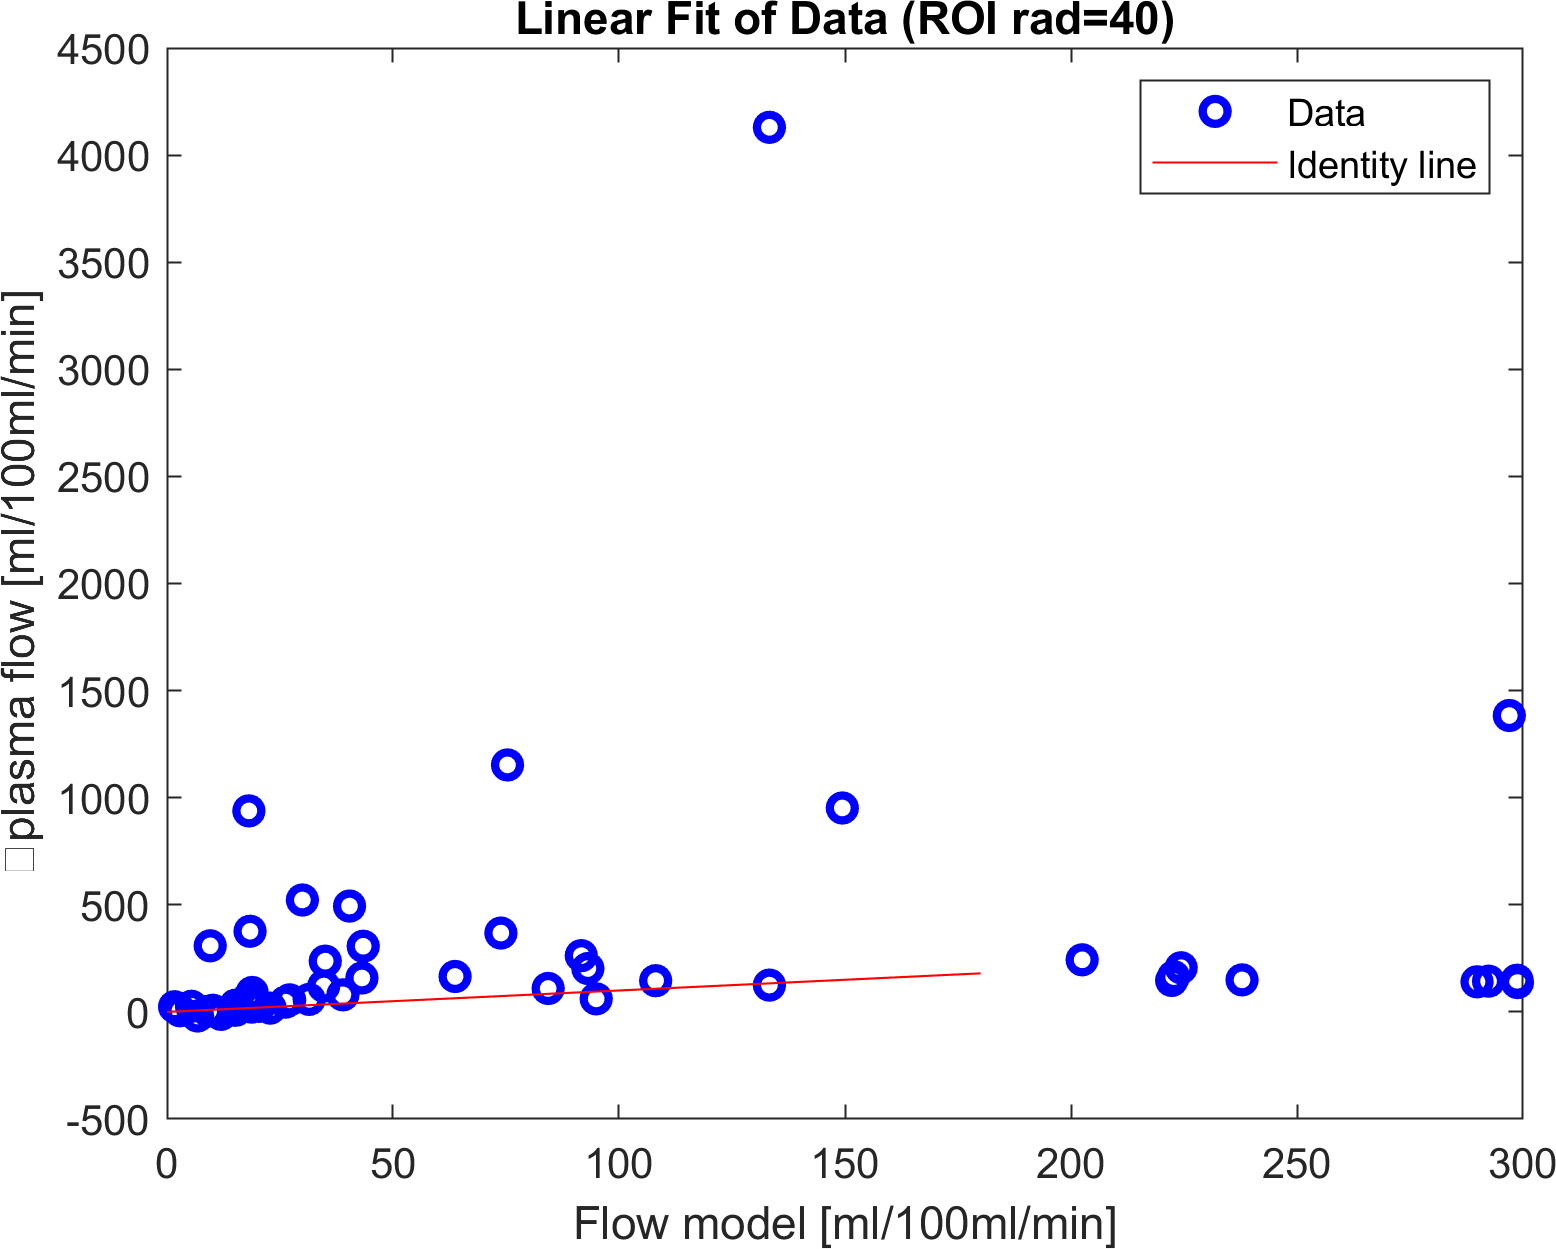 Linear Fit of Data (ROI rad=40)
4500
4000
3500
3000
2500
2000
1500
1000
500
0
-500
□plasma flow [ml/100ml/min]
Data
Identity line
0 50 100 150 200 250 300
Flow model [ml/100ml/min]